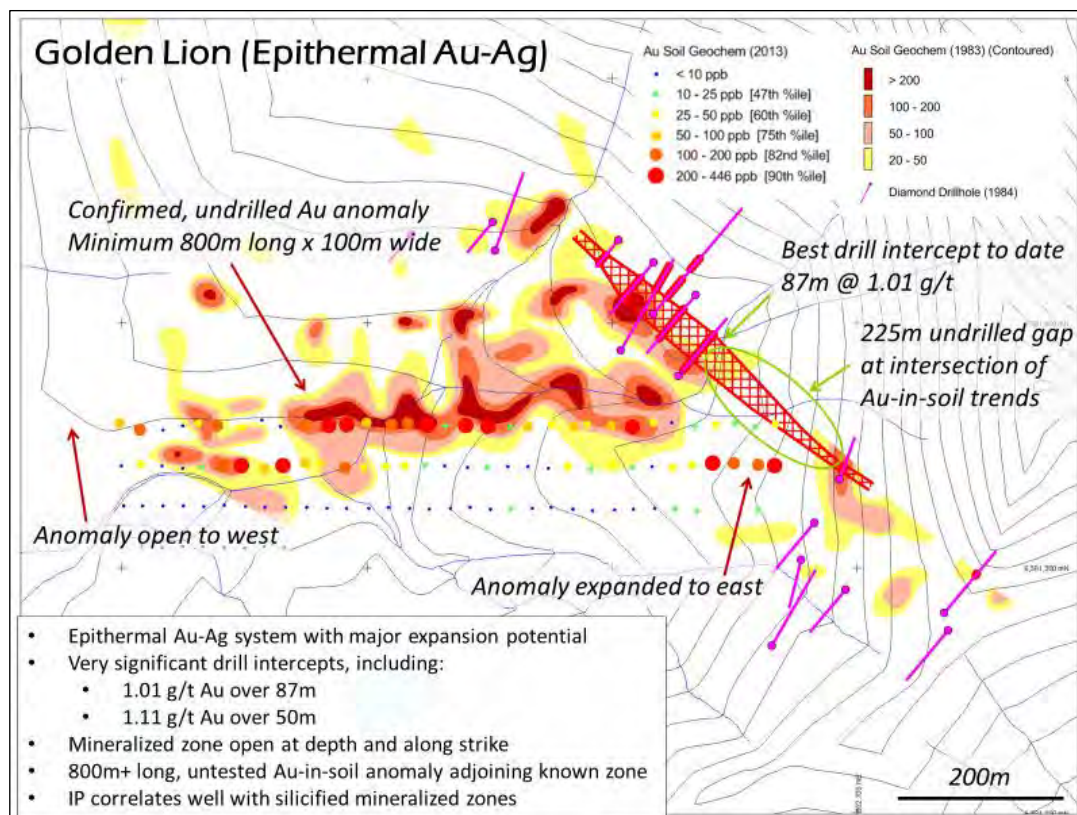 Golden Lion (Epithermal Au-Ag)
Au Soil Geochem (2013)
< 10 ppb
10 - 25 ppb [47th %ile]
25 - 50 ppb [60th %ile]
50 - 100 ppb [75th %ile]
100 - 200 ppb [82nd %ile]
200 - 446 ppb [90th %ile]
Au Soil Geochem (1983) (Contoured)
> 200
100 - 200
50 - 100
20 - 50
Diamond Drillhole (1984)
Confirmed, undrilled Au anomaly
Minimum 800m long x 100m wide
Best drill intercept to date
87m @ 1.01 g/t
225m undrilled gap
at intersection of
Au-in-soil trends
Anomaly open to west
Anomaly expanded to east
• Epithermal Au-Ag system with major expansion potential
• Very significant drill intercepts, including:
• 1.01 g/t Au over 87m
• 1.11 g/t Au over 50m
• Mineralized zone open at depth and along strike
• 800m+ long, untested Au-in-soil anomaly adjoining known zone
• IP correlates well with silicified mineralized zones
200m